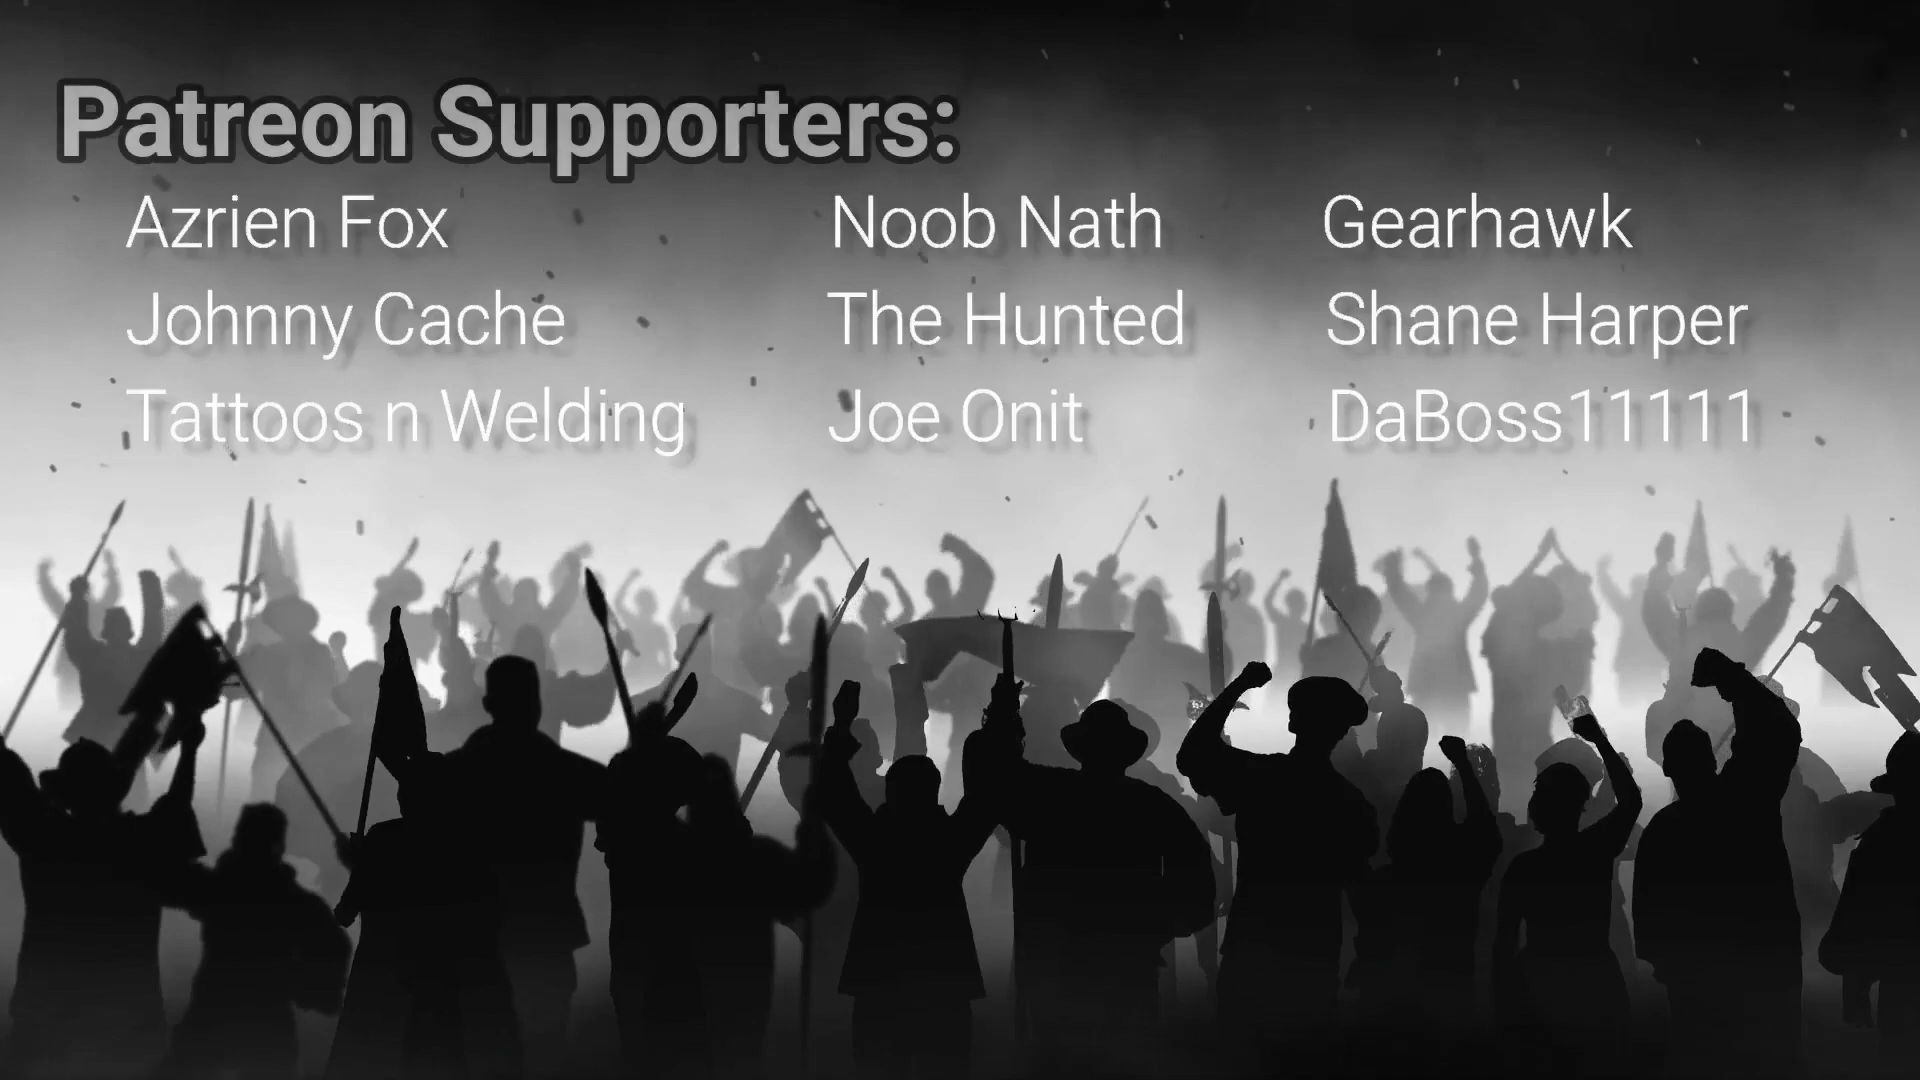 Patreon Supporters:
Azrien Fox Noob Nath Gearhawk
Johnny Cache The Hunted Shane Harper
Tattoos n Welding Joe Onit DaBoss11111